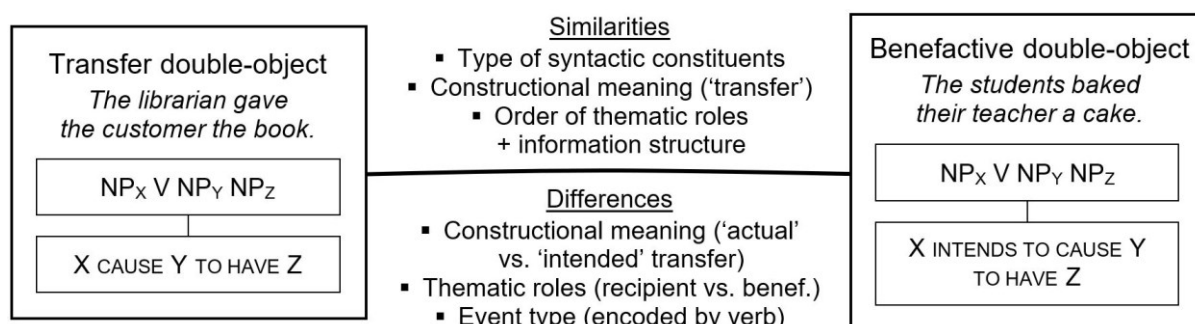 Transfer double-object
The librarian gave
the customer the book.
NPX V NPY NPZ
X CAUSE Y TO HAVE Z
Similarities
▪ Type of syntactic constituents
▪ Constructional meaning (‘transfer’)
▪ Order of thematic roles
+ information structure
Differences
▪ Constructional meaning (‘actual’
vs. ‘intended’ transfer)
▪ Thematic roles (recipient vs. benef.)
▪ Event type (encoded by verb)
Benefactive double-object
The students baked
their teacher a cake.
NPX V NPY NPZ
X INTENDS TO CAUSE Y
TO HAVE Z